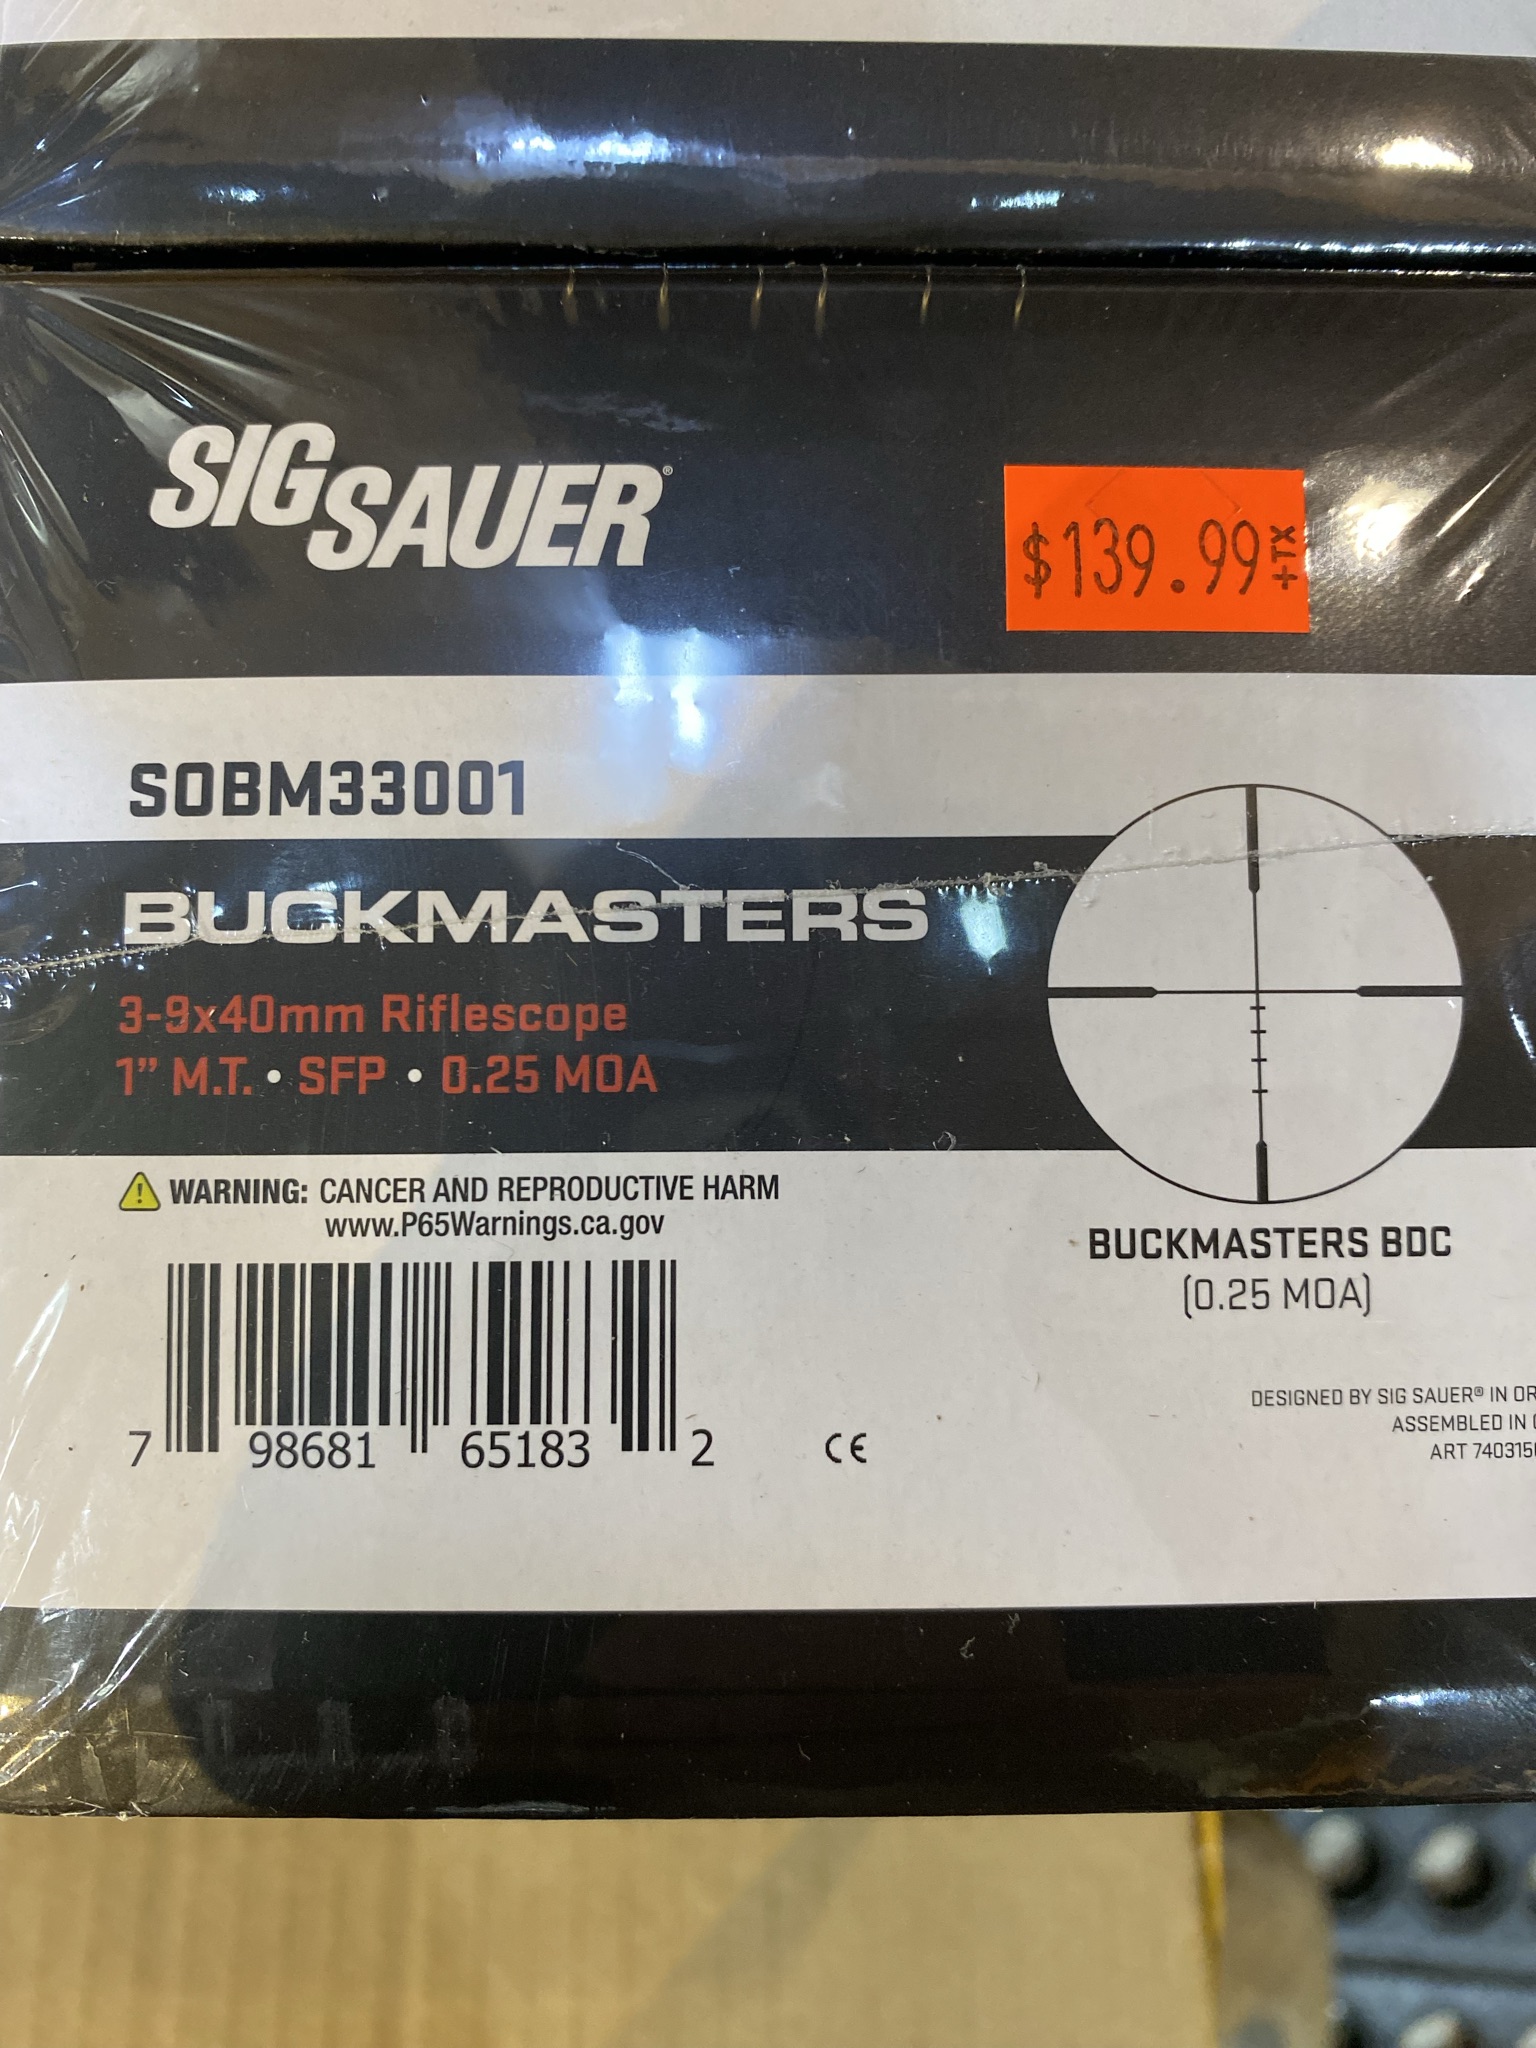 SIG SAUER®
$139.99 +TX
SOBM33001
BUCKMASTERS
3-9x40mm Riflescope
1” M.T. • SFP • 0.25 MOA
WARNING: CANCER AND REPRODUCTIVE HARM
www.P65Warnings.ca.gov
7 98681 65183 2
CE
BUCKMASTERS BDC
(0.25 MOA)
DESIGNED BY SIG SAUER® IN
ASSEMBLED IN
ART